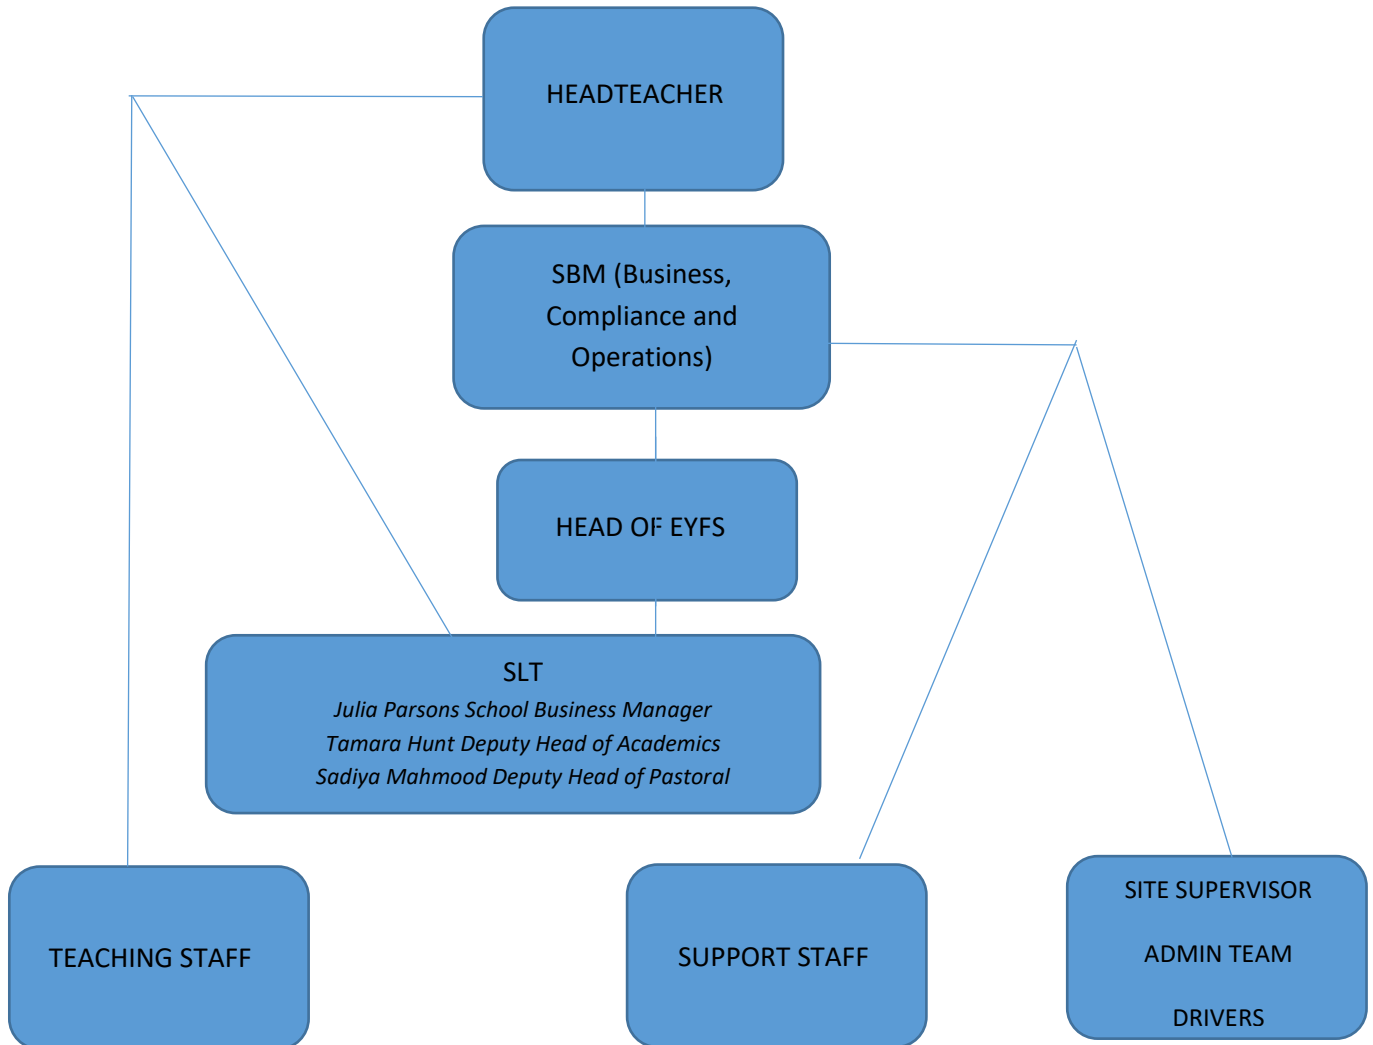 HEADTEACHER
SBM (Business,
Compliance and
Operations)
HEAD OF EYFS
SLT
Julia Parsons School Business Manager
Tamara Hunt Deputy Head of Academics
Sadiya Mahmood Deputy Head of Pastoral
TEACHING STAFF
SUPPORT STAFF
SITE SUPERVISOR
ADMIN TEAM
DRIVERS